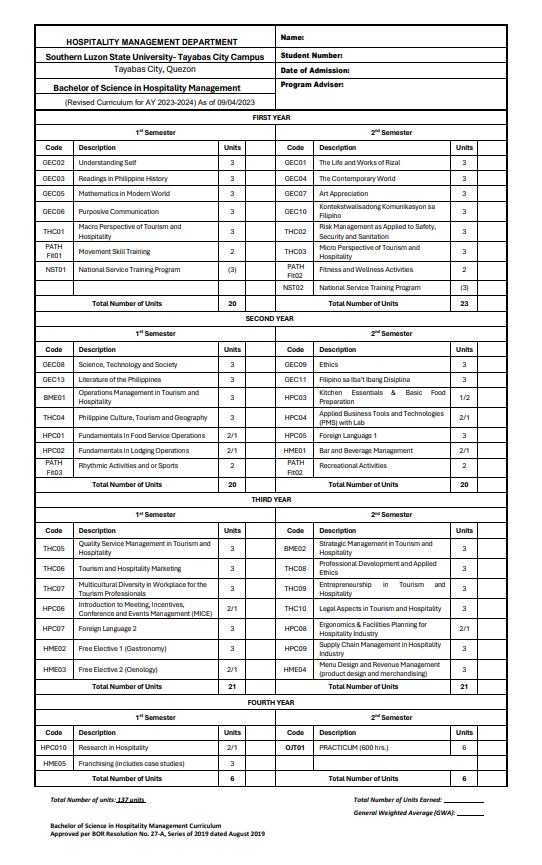 HOSPITALITY MANAGEMENT DEPARTMENT
Southern Luzon State University- Tayabas City Campus
Tayabas City, Quezon
Bachelor of Science in Hospitality Management
(Revised Curriculum for AY 2023-2024) As of 09/04/2023
Name:
Student Number:
Date of Admission:
Program Adviser:
FIRST YEAR
1st Semester 2nd Semester
Code Description Units Code Description Units
GEC02 Understanding Self 3 GEC01 The Life and Works of Rizal 3
GEC03 Readings in Philippine History 3 GEC04 The Contemporary World 3
GEC05 Mathematics in Modern World 3 GEC07 Art Appreciation 3
GEC06 Purposive Communication 3 GEC10 Kontekstwalisadong Komunikasyon sa
Filipino 3
THC01 Macro Perspective of Tourism and
Hospitality 3 THC02 Risk Management as Applied to Safety,
Security and Sanitation 3
PATH
Fit01 Movement Skill Training 2 THC03 Micro Perspective of Tourism and
Hospitality 3
NST01 National Service Training Program (3) PATH
Fit02 Fitness and Wellness Activities 2
NST02 National Service Training Program (3)
Total Number of Units 20 Total Number of Units 23
SECOND YEAR
1st Semester 2nd Semester
Code Description Units Code Description Units
GEC08 Science, Technology and Society 3 GEC09 Ethics 3
GEC13 Literature of the Philippines 3 GEC11 Filipino sa Iba't Ibang Disiplina 3
BME01 Operations Management in Tourism and
Hospitality 3 HPC03 Kitchen Essentials & Basic Food
Preparation 1/2
THC04 Philippine Culture, Tourism and Geography 3 HPC04 Applied Business Tools and Technologies
(PMS) with Lab 2/1
HPC01 Fundamentals in Food Service Operations 2/1 HPC05 Foreign Language 1 3
HPC02 Fundamentals In Lodging Operations 2/1 HME01 Bar and Beverage Management 2/1
PATH
Fit03 Rhythmic Activities and or Sports 2 PATH
Fit02 Recreational Activities 2
Total Number of Units 20 Total Number of Units 20
THIRD YEAR
1st Semester 2nd Semester
Code Description Units Code Description Units
THC05 Quality Service Management in Tourism and
Hospitality 3 BME02 Strategic Management in Tourism and
Hospitality 3
THC06 Tourism and Hospitality Marketing 3 THC08 Professional Development and Applied
Ethics 3
THC07 Multicultural Diversity in Workplace for the
Tourism Professionals 3 THC09 Entrepreneurship in Tourism and
Hospitality 3
HPC06 Introduction to Meeting, Incentives,
Conference and Events Management (MICE) 2/1 THC10 Legal Aspects in Tourism and Hospitality 3
HPC07 Foreign Language 2 3 HPC08 Ergonomics & Facilities Planning for
Hospitality Industry 2/1
HME02 Free Elective 1 (Gastronomy) 3 HPC09 Supply Chain Management in Hospitality
Industry 3
HME03 Free Elective 2 (Oenology) 2/1 HME04 Menu Design and Revenue Management
(product design and merchandising) 3
Total Number of Units 21 Total Number of Units 21
FOURTH YEAR
1st Semester 2nd Semester
Code Description Units Code Description Units
HPC010 Research in Hospitality 2/1 OJT01 PRACTICUM (600 hrs.) 6
HME05 Franchising (includes case studies) 3
Total Number of Units 6 Total Number of Units 6
Total Number of units: 137 units Total Number of Units Earned:
General Weighted Average (GWA):
Bachelor of Science in Hospitality Management Curriculum
Approved per BOR Resolution No. 27-A, Series of 2019 dated August 2019